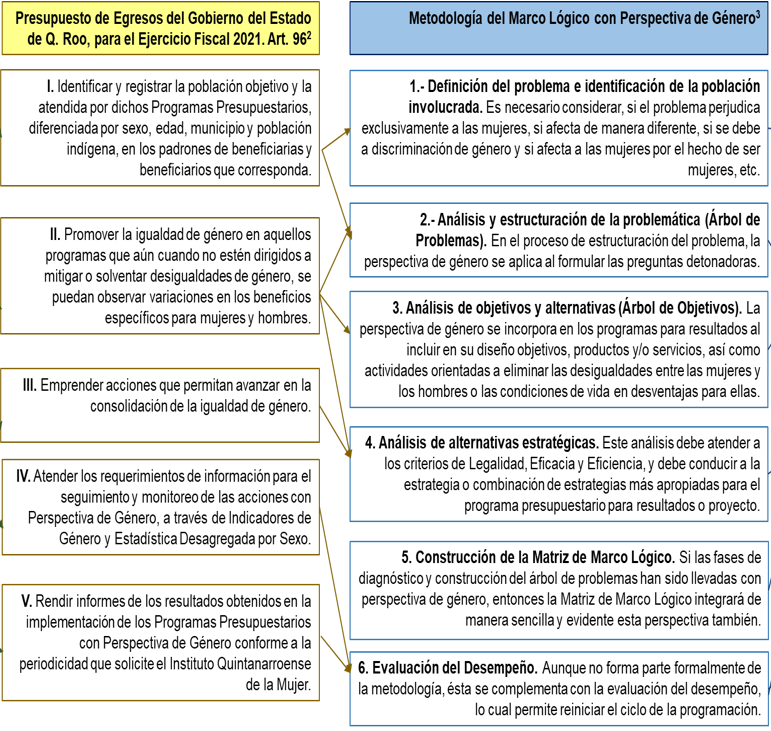 Presupuesto de Egresos del Gobierno del Estado
de Q. Roo, para el Ejercicio Fiscal 2021. Art. 96²
I. Identificar y registrar la población objetivo y la
atendida por dichos Programas Presupuestarios,
diferenciada por sexo, edad, municipio y población
indígena, en los padrones de beneficiarias y
beneficiarios que corresponda.
II. Promover la igualdad de género en aquellos
programas que aún cuando no estén dirigidos a
mitigar o solventar desigualdades de género, se
puedan observar variaciones en los beneficios
específicos para mujeres y hombres.
III. Emprender acciones que permitan avanzar en la
consolidación de la igualdad de género.
IV. Atender los requerimientos de información para el
seguimiento y monitoreo de las acciones con
Perspectiva de Género, a través de Indicadores de
Género y Estadística Desagregada por Sexo.
V. Rendir informes de los resultados obtenidos en la
implementación de los Programas Presupuestarios
con Perspectiva de Género conforme a la
periodicidad que solicite el Instituto Quintanarroense
de la Mujer.
Metodología del Marco Lógico con Perspectiva de Género³
1.- Definición del problema e identificación de la población
involucrada. Es necesario considerar, si el problema perjudica
exclusivamente a las mujeres, si afecta de manera diferente, si se debe
a discriminación de género y si afecta a las mujeres por el hecho de ser
mujeres, etc.
2.- Análisis y estructuración de la problemática (Árbol de
Problemas). En el proceso de estructuración del problema, la
perspectiva de género se aplica al formular las preguntas detonadoras.
3. Análisis de objetivos y alternativas (Árbol de Objetivos). La
perspectiva de género se incorpora en los programas para resultados al
incluir en su diseño objetivos, productos y/o servicios, así como
actividades orientadas a eliminar las desigualdades entre las mujeres y
los hombres o las condiciones de vida en desventajas para ellas.
4. Análisis de alternativas estratégicas. Este análisis debe atender a
los criterios de Legalidad, Eficacia y Eficiencia, y debe conducir a la
estrategia o combinación de estrategias más apropiadas para el
programa presupuestario para resultados o proyecto.
5. Construcción de la Matriz de Marco Lógico. Si las fases de
diagnóstico y construcción del árbol de problemas han sido llevadas con
perspectiva de género, entonces la Matriz de Marco Lógico integrará de
manera sencilla y evidente esta perspectiva también.
6. Evaluación del Desempeño. Aunque no forma parte formalmente de
la metodología, ésta se complementa con la evaluación del desempeño,
lo cual permite reiniciar el ciclo de la programación.